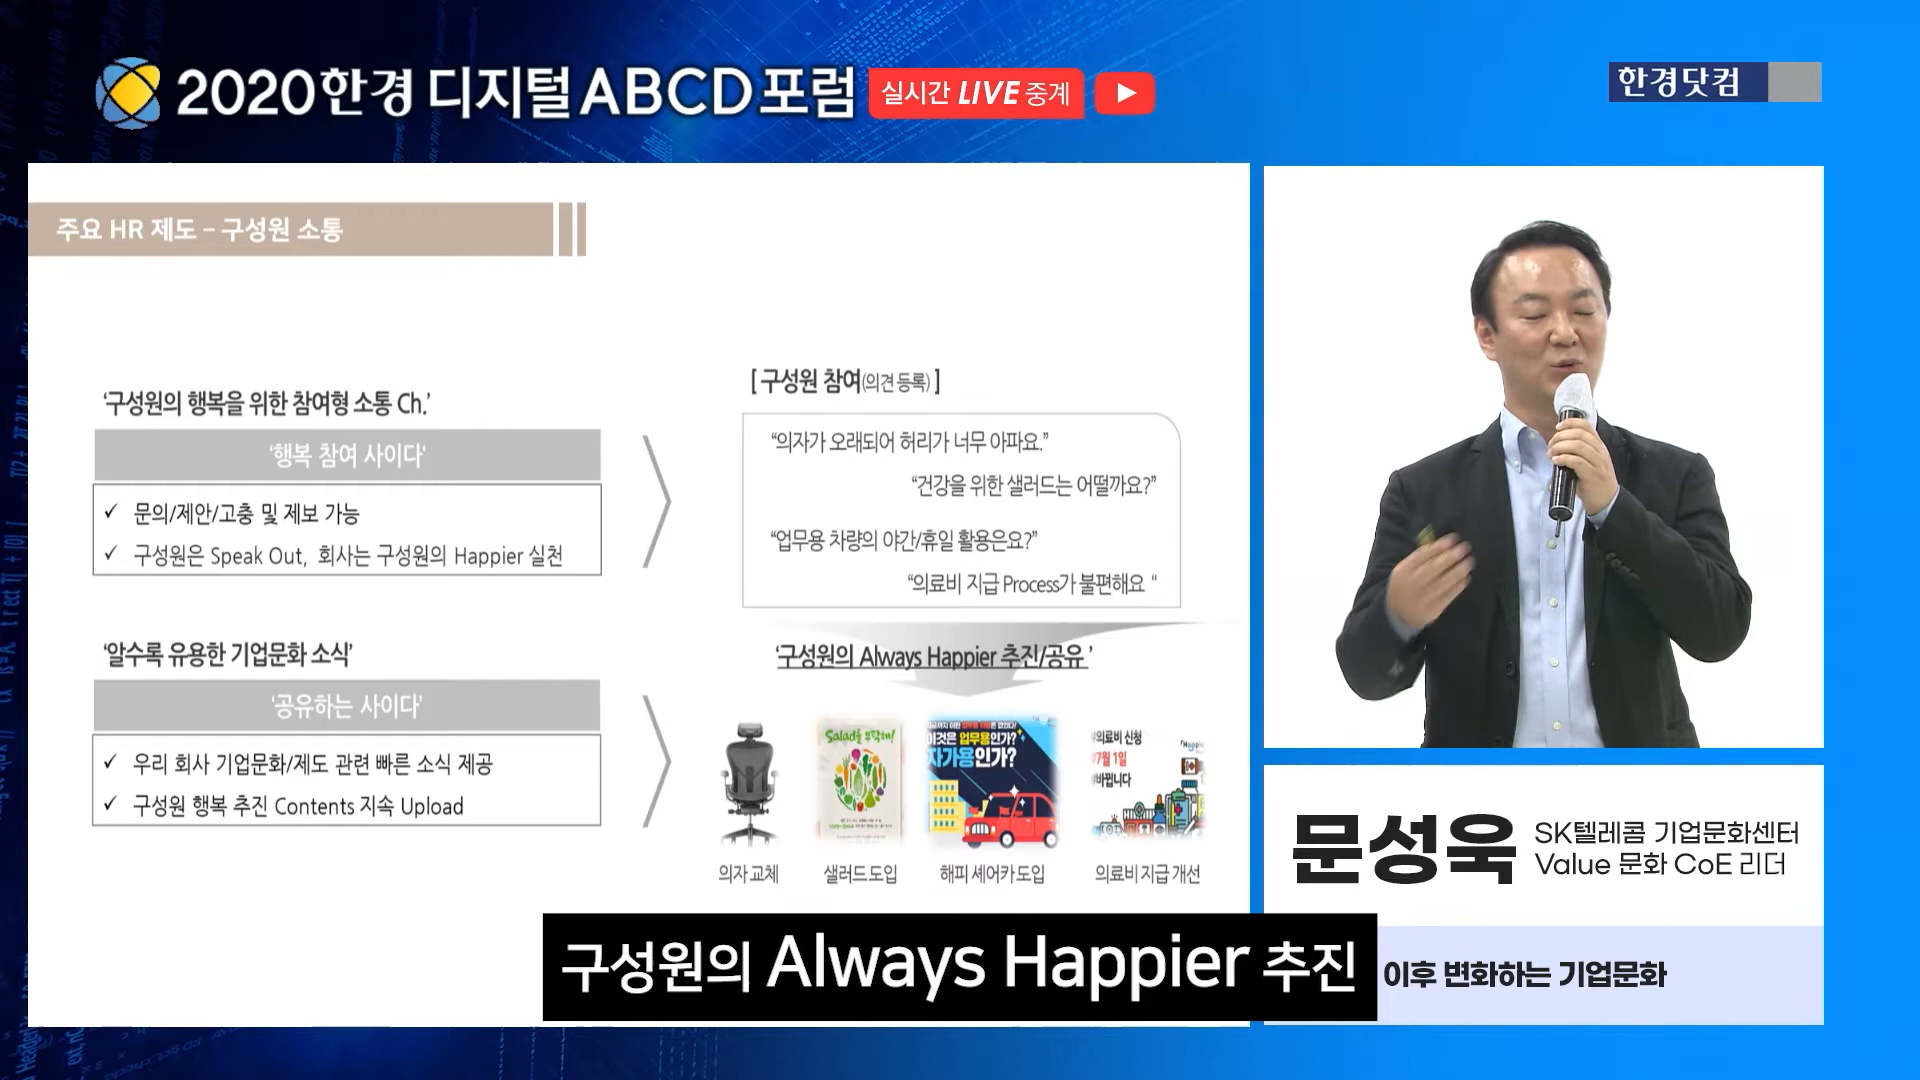 2020한경 디지털 ABCD포럼
실시간 LIVE 중계
한경닷컴
주요 HR 제도 – 구성원 소통
‘구성원의 행복을 위한 참여형 소통 Ch.’
‘행복 참여 사이다‘
✓ 문의/제안/고충 및 제보 가능
✓ 구성원은 Speak Out, 회사는 구성원의 Happier 실천
[ 구성원 참여(의견 등록) ]
“의자가 오래되어 허리가 너무 아파요.”
“건강을 위한 샐러드는 어떨까요?”
“업무용 차량의 야간/휴일 활용은요?”
“의료비 지급 Process가 불편해요 "
‘알수록 유용한 기업문화 소식’
‘공유하는 사이다’
✓ 우리 회사 기업문화/제도 관련 빠른 소식 제공
✓ 구성원 행복 추진 Contents 지속 Upload
‘구성원의 Always Happier 추진/공유 ’
Salad를 부탁해!
이것은 업무용인가?
자가용인가?
#의료비 신청
#7월 1일
#바뀝니다
의자 교체
샐러드 도입
해피 셰어카 도입
의료비 지급 개선
문성욱
SK텔레콤 기업문화센터
Value 문화 CoE 리더
이후 변화하는 기업문화
구성원의 Always Happier 추진